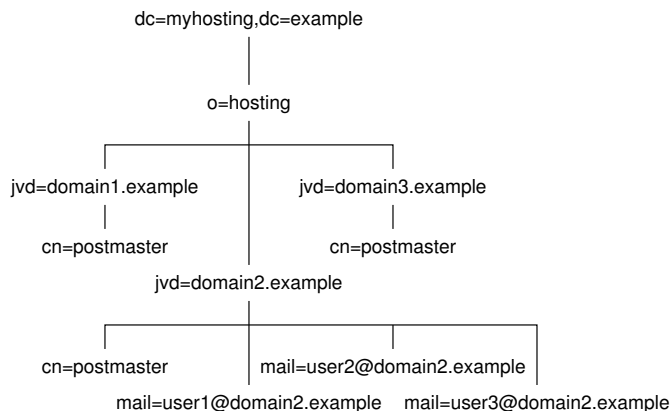 dc=myhosting,dc=example
o=hosting
jvd=domain1.example
jvd=domain3.example
cn=postmaster
cn=postmaster
jvd=domain2.example
cn=postmaster
mail=user2@domain2.example
mail=user1@domain2.example
mail=user3@domain2.example